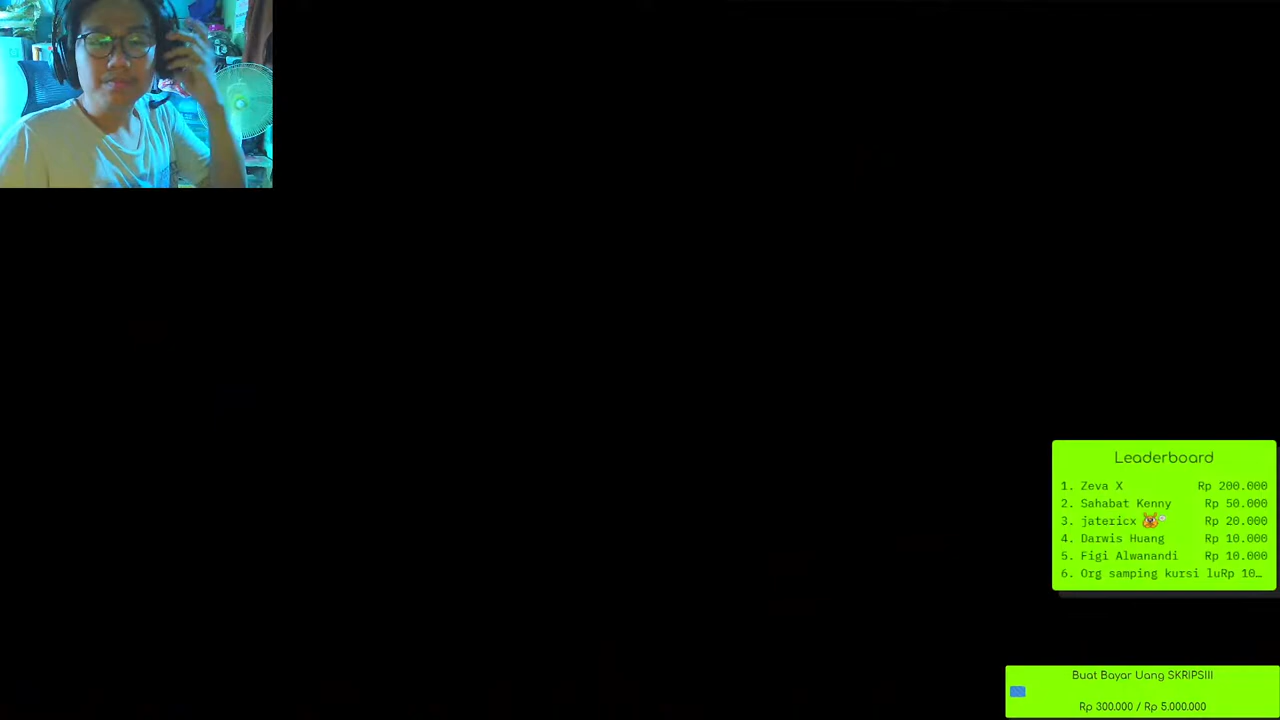 Leaderboard
1. Zeva X Rp 200.000
2. Sahabat Kenny Rp 50.000
3. jatericx Rp 20.000
4. Darwis Huang Rp 10.000
5. Figi Alwanandi Rp 10.000
6. Org samping kursi luRp 10…
Buat Bayar Uang SKRIPSIII
Rp 300.000 / Rp 5.000.000